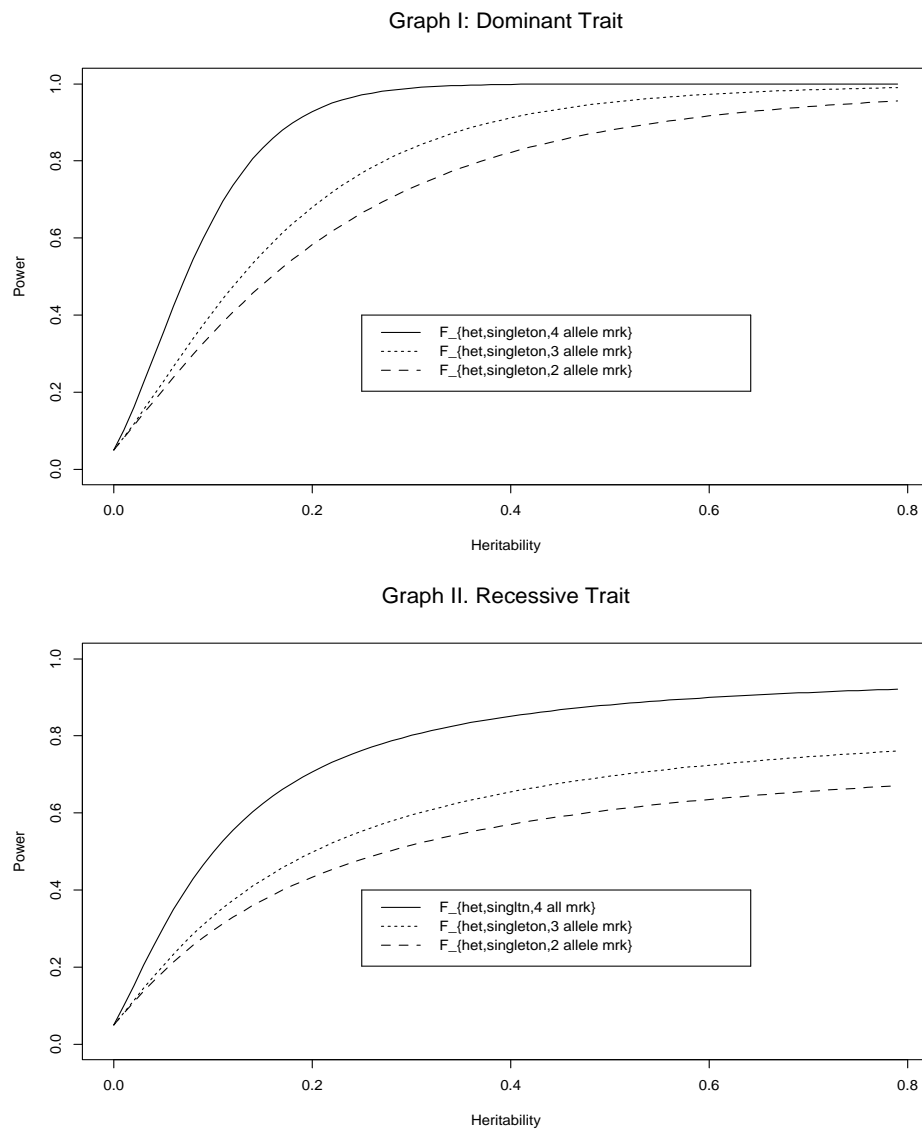 Graph I: Dominant Trait
1.0
0.8
0.6
0.4
0.2
0.0
Power
F_{het,singleton,4 allele mrk}
F_{het,singleton,3 allele mrk}
F_{het,singleton,2 allele mrk}
0.0 0.2 0.4 0.6 0.8
Heritability
Graph II. Recessive Trait
1.0
0.8
0.6
0.4
0.2
0.0
Power
F_{het,singltn,4 all mrk}
F_{het,singleton,3 allele mrk}
F_{het,singleton,2 allele mrk}
0.0 0.2 0.4 0.6 0.8
Heritability